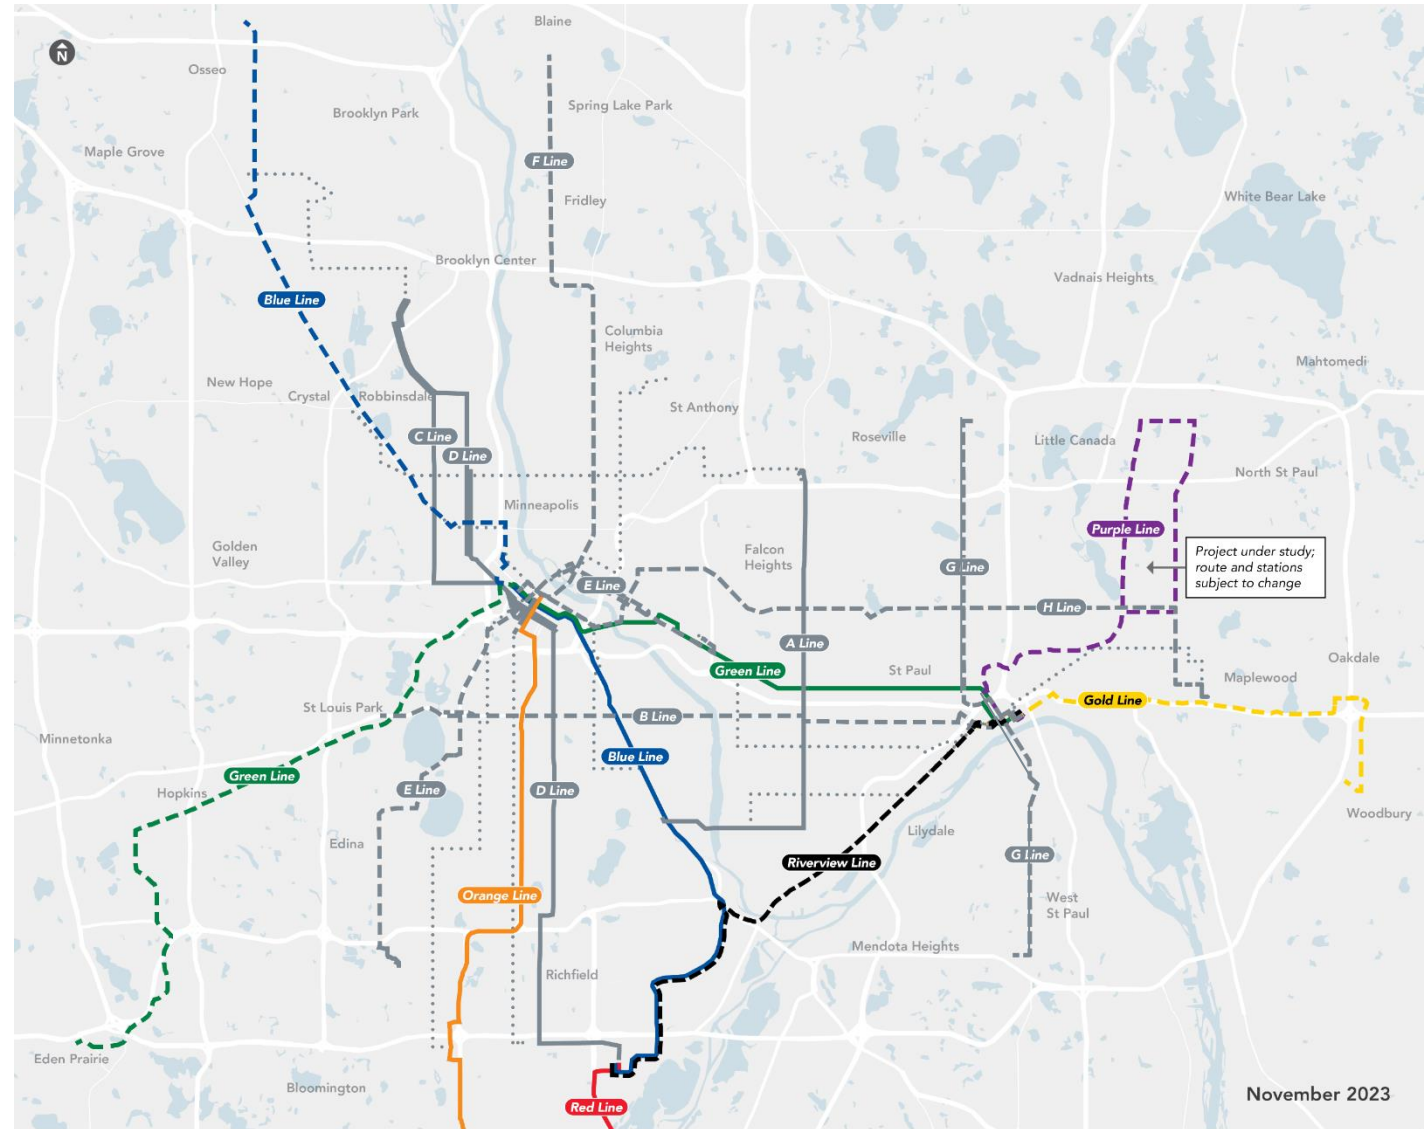 Blaine
N
Osseo
Spring Lake Park
Brooklyn Park
Maple Grove
F Line
Fridley
White Bear Lake
Brooklyn Center
Vadnais Heights
Blue Line
Columbia
Heights
Mahtomedi
New Hope
Crystal
Robbinsdale
St Anthony
C Line
D Line
Roseville
Little Canada
North St Paul
Minneapolis
Purple Line
Golden
Valley
Falcon
Heights
Project under study;
route and stations
subject to change
G Line
E Line
H Line
A Line
Green Line
St Paul
Oakdale
Maplewood
St Louis Park
Gold Line
B Line
Minnetonka
Blue Line
Green Line
Hopkins
E Line
D Line
Woodbury
Lilydale
Edina
Riverview Line
G Line
Orange Line
West
St Paul
Mendota Heights
Richfield
Eden Prairie
Bloomington
November 2023
Red Line